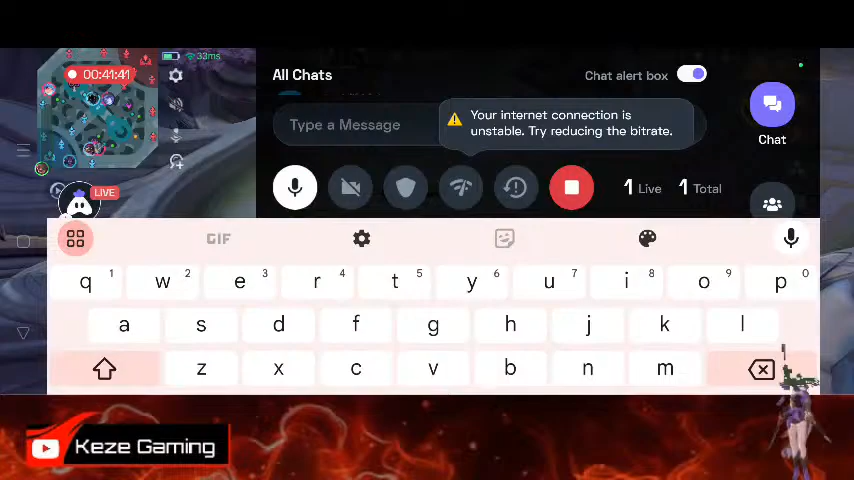 33ms
00:41:41
All Chats
Chat alert box
Type a Message
Your internet connection is
unstable. Try reducing the bitrate.
Chat
LIVE
1 Live 1 Total
GIF
q 1 w 2 e 3 r 4 t 5 y 6 u 7 i 8 o 9 p 0
a s d f g h j k l
z x c v b n m
Keze Gaming